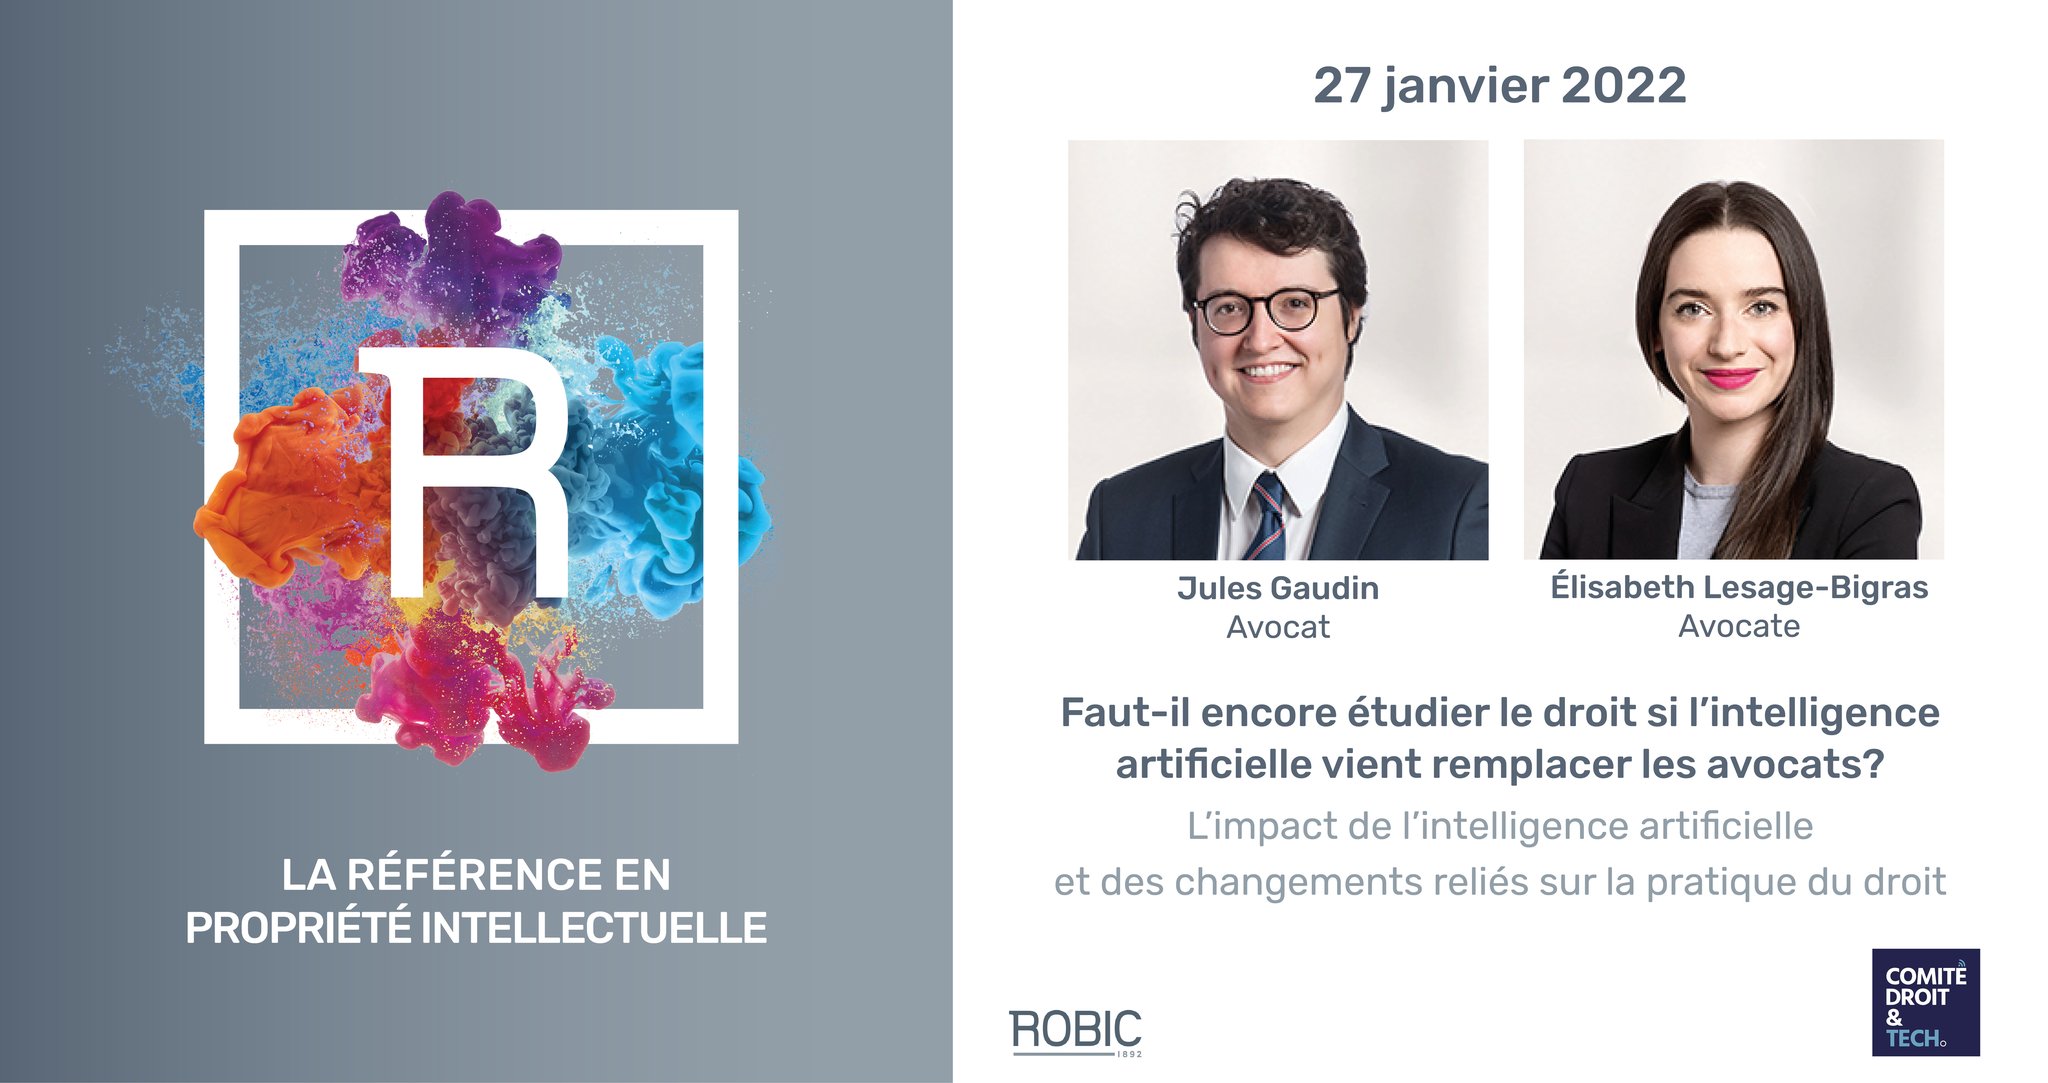 R
LA RÉFÉRENCE EN
PROPRIÉTÉ INTELLECTUELLE
27 janvier 2022
Jules Gaudin
Avocat
Élisabeth Lesage-Bigras
Avocate
Faut-il encore étudier le droit si l'intelligence
artificielle vient remplacer les avocats?
L'impact de l'intelligence artificielle
et des changements reliés sur la pratique du droit
ROBIC
1892
COMITÉ
DROIT
&
TECH